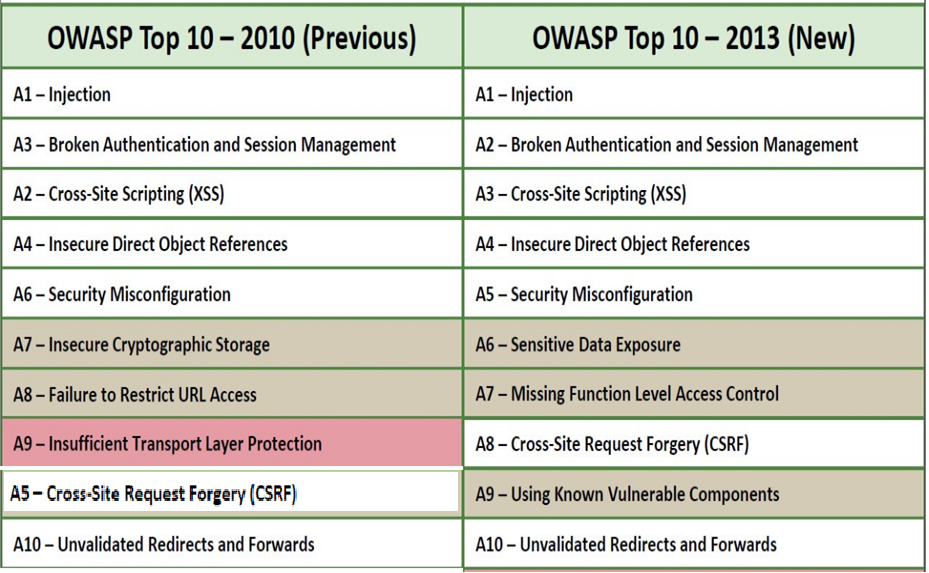 OWASP Top 10 – 2010 (Previous)
OWASP Top 10 – 2013 (New)
A1 – Injection
A1 – Injection
A3 – Broken Authentication and Session Management
A2 – Broken Authentication and Session Management
A2 – Cross-Site Scripting (XSS)
A3 – Cross-Site Scripting (XSS)
A4 – Insecure Direct Object References
A4 – Insecure Direct Object References
A6 – Security Misconfiguration
A5 – Security Misconfiguration
A7 – Insecure Cryptographic Storage
A6 – Sensitive Data Exposure
A8 – Failure to Restrict URL Access
A7 – Missing Function Level Access Control
A9 – Insufficient Transport Layer Protection
A8 – Cross-Site Request Forgery (CSRF)
A5 – Cross-Site Request Forgery (CSRF)
A9 – Using Known Vulnerable Components
A10 – Unvalidated Redirects and Forwards
A10 – Unvalidated Redirects and Forwards